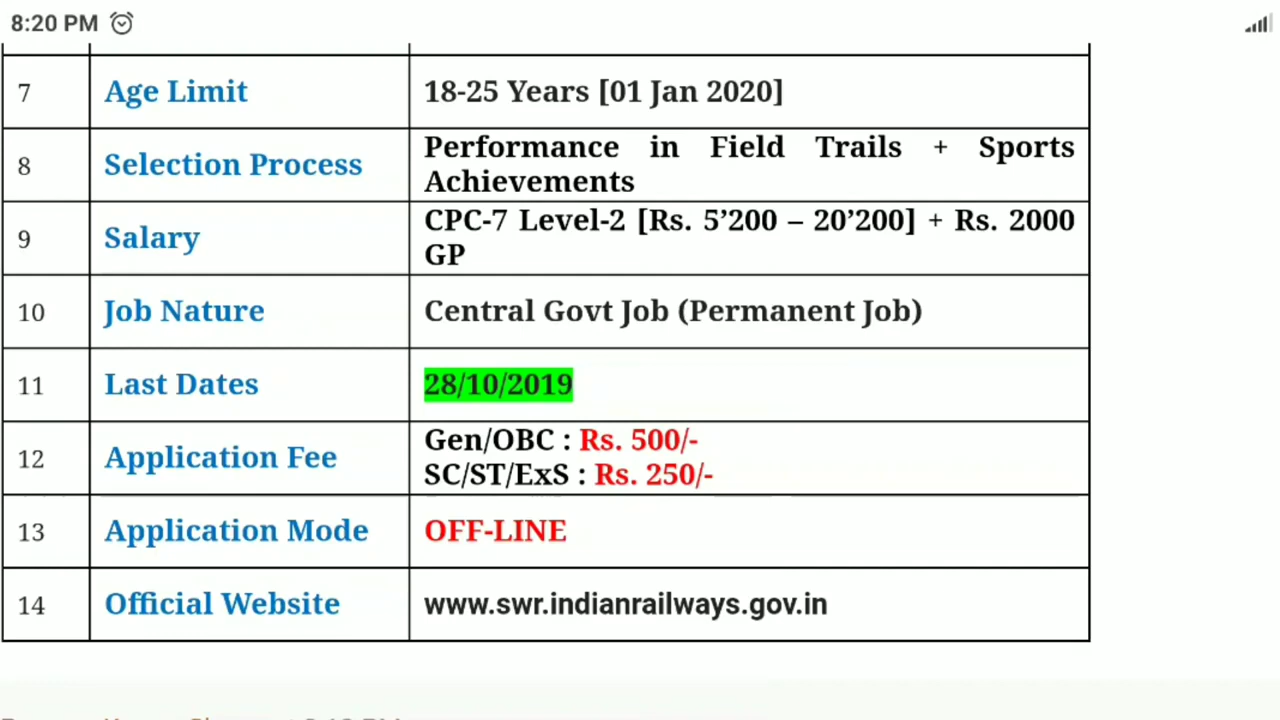 8:20 PM
7 Age Limit 18-25 Years [01 Jan 2020]
8 Selection Process Performance in Field Trails + Sports
Achievements
9 Salary CPC-7 Level-2 [Rs. 5’200 – 20’200] + Rs. 2000
GP
10 Job Nature Central Govt Job (Permanent Job)
11 Last Dates 28/10/2019
12 Application Fee Gen/OBC : Rs. 500/-
SC/ST/ExS : Rs. 250/-
13 Application Mode OFF-LINE
14 Official Website www.swr.indianrailways.gov.in